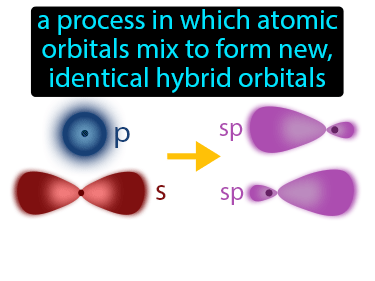 a process in which atomic
orbitals mix to form new,
identical hybrid orbitals
p
sp
s
sp